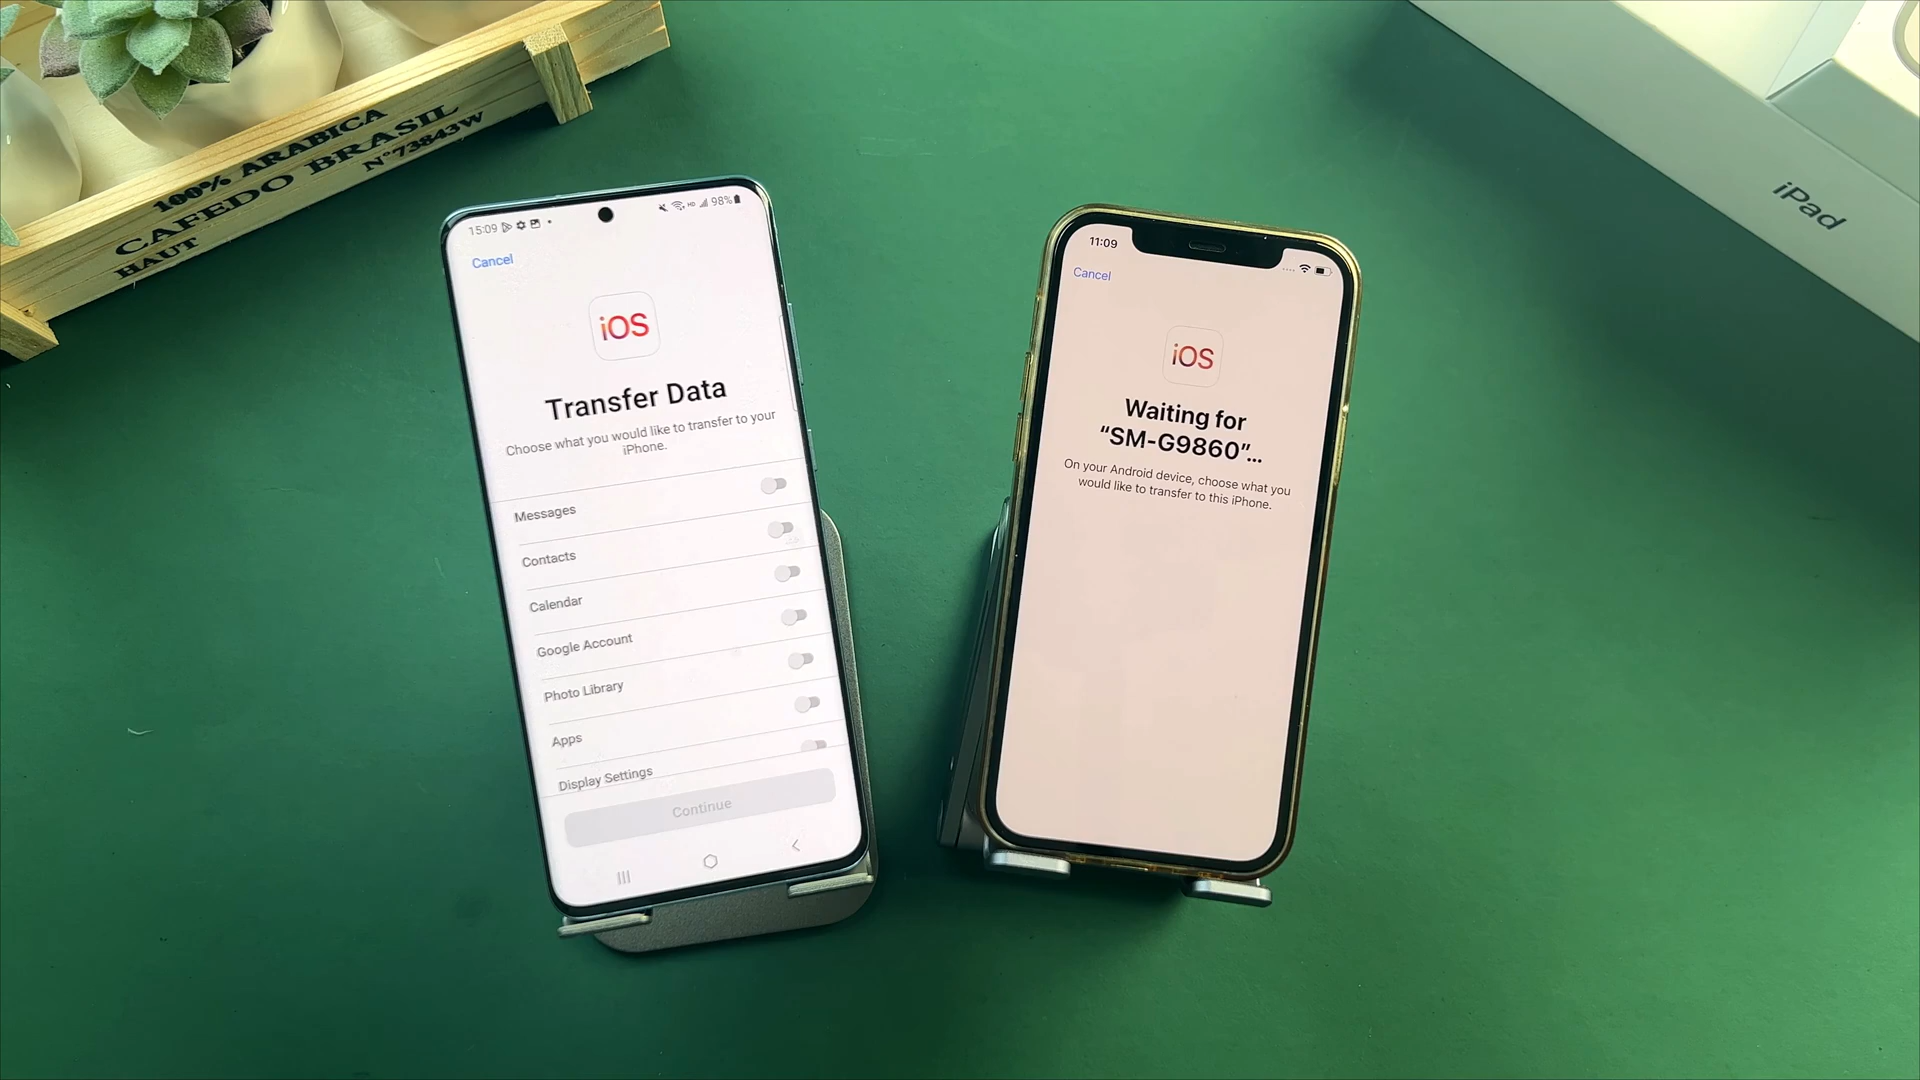 100% ARABICA
CAFEDO BRASIL
N°73843W
HAUT
iPad
15:09
HD
98%
Cancel
iOS
Transfer Data
Choose what you would like to transfer to your
iPhone.
Messages
Contacts
Calendar
Google Account
Photo Library
Apps
Display Settings
Continue
11:09
Cancel
iOS
Waiting for
“SM-G9860”...
On your Android device, choose what you
would like to transfer to this iPhone.